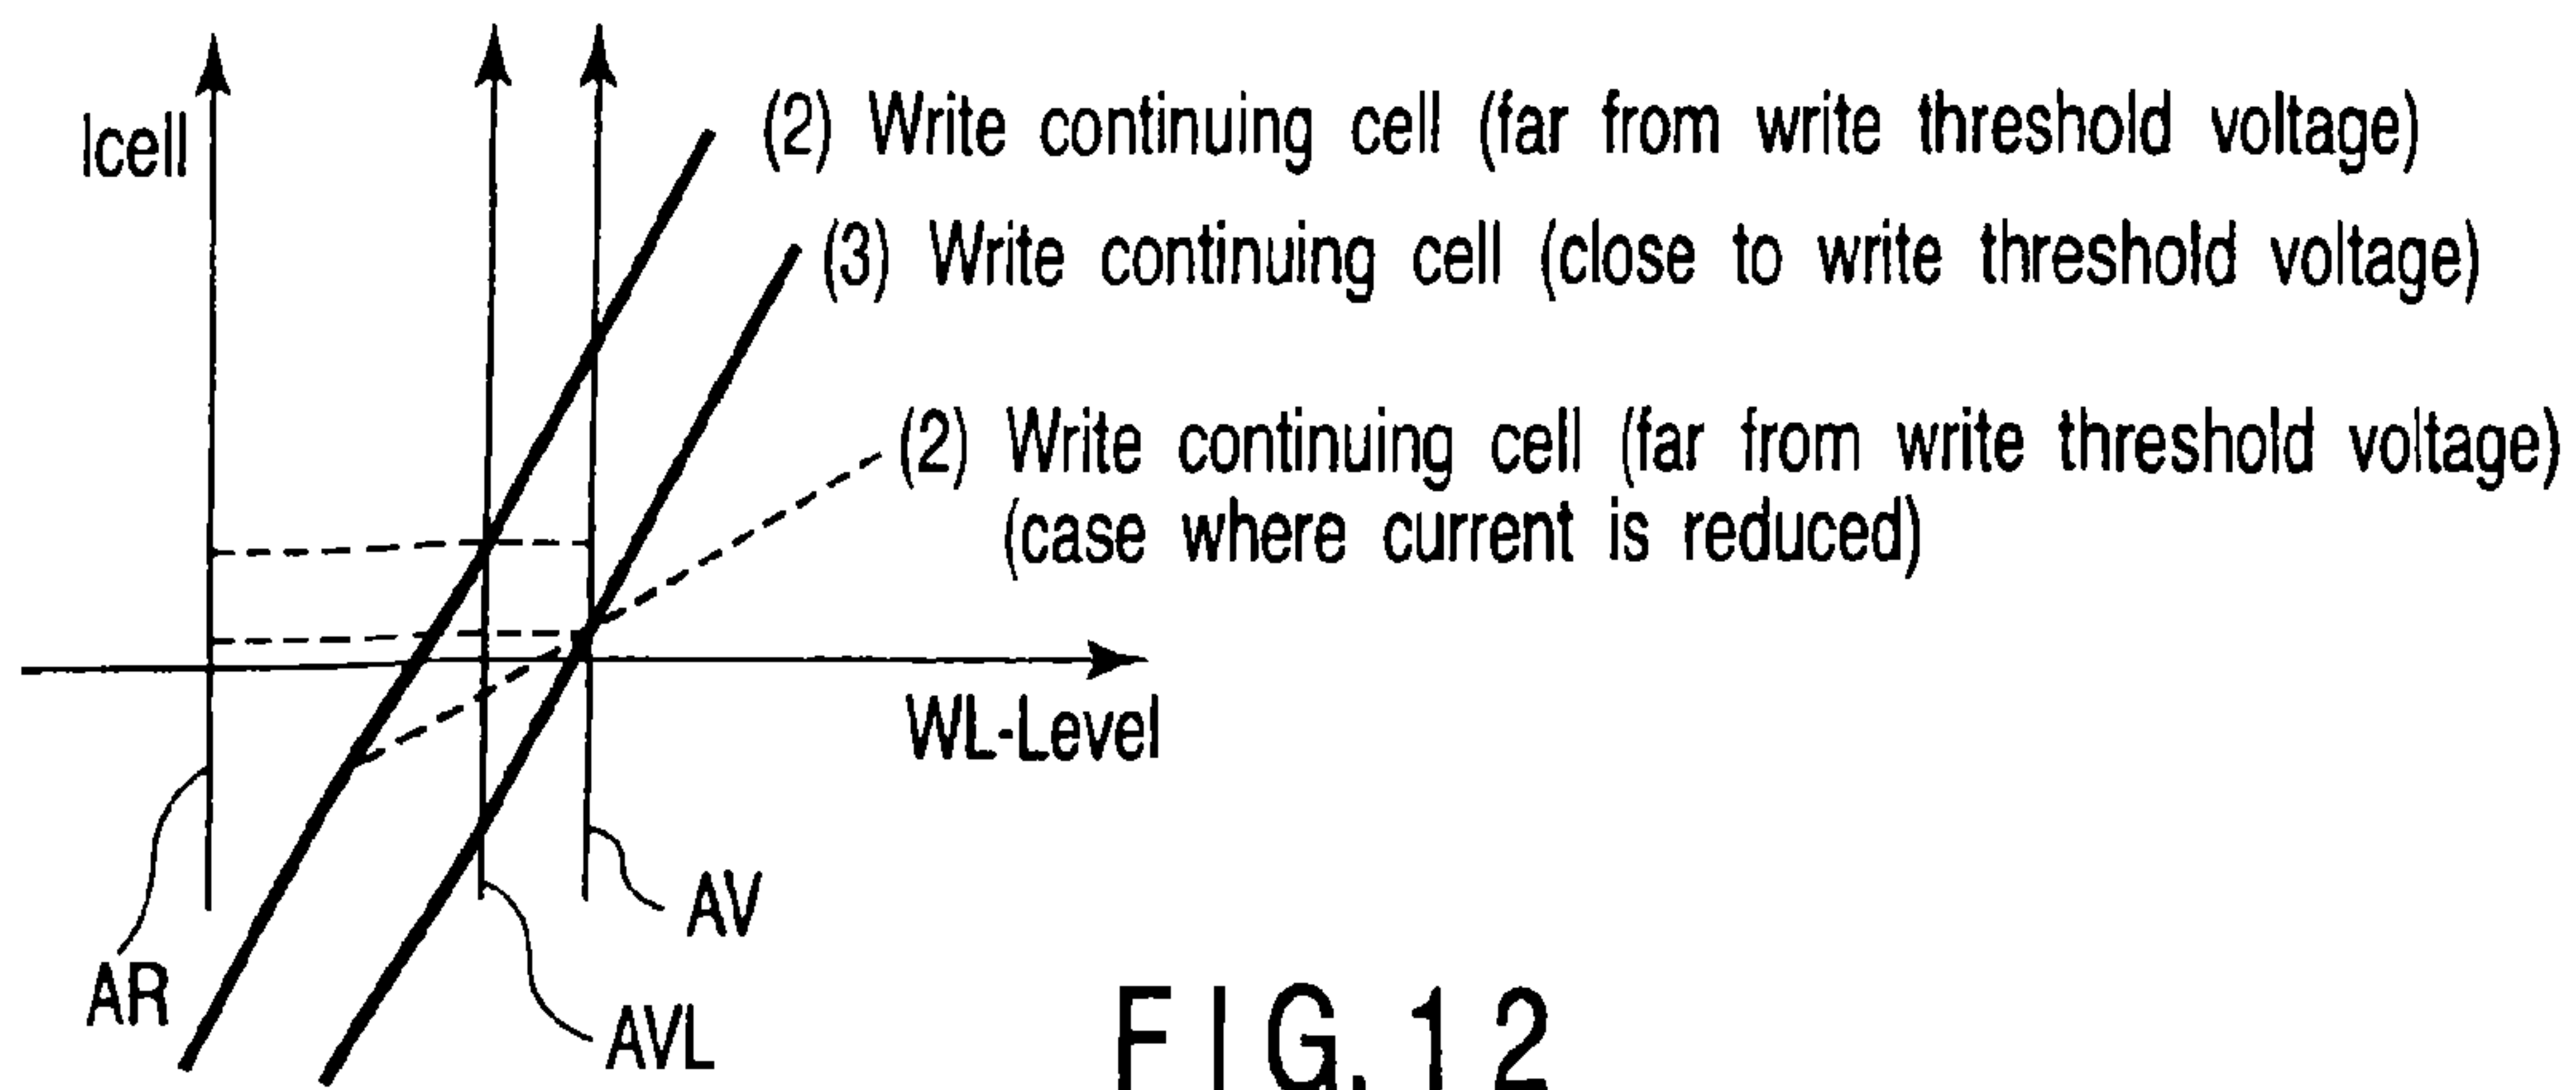 Icell
(2) Write continuing cell (far from write threshold voltage)
(3) Write continuing cell (close to write threshold voltage)
(2) Write continuing cell (far from write threshold voltage)
(case where current is reduced)
WL-Level
AV
AR
AVL
FIG.12